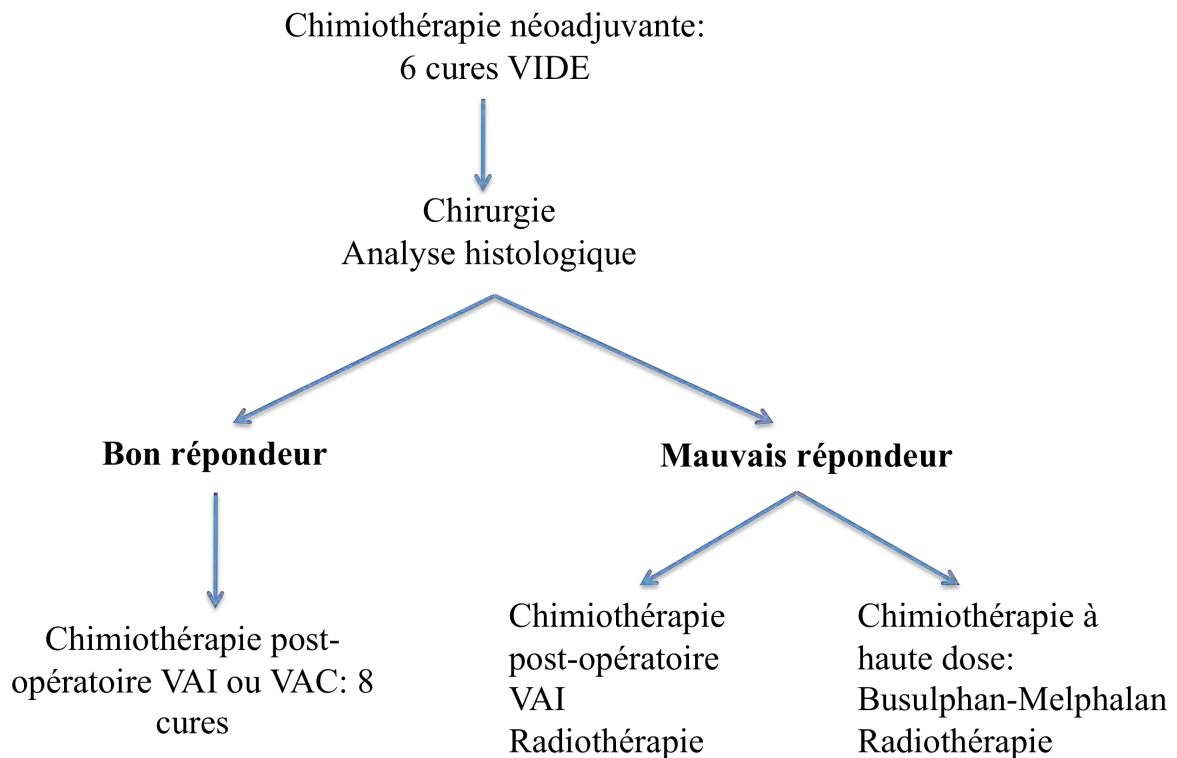 Chimiothérapie néoadjuvante:
6 cures VIDE
Chirurgie
Analyse histologique
Bon répondeur
Mauvais répondeur
Chimiothérapie post-
opératoire VAI ou VAC: 8
cures
Chimiothérapie
post-opératoire
VAI
Radiothérapie
Chimiothérapie à
haute dose:
Busulphan-Melphalan
Radiothérapie